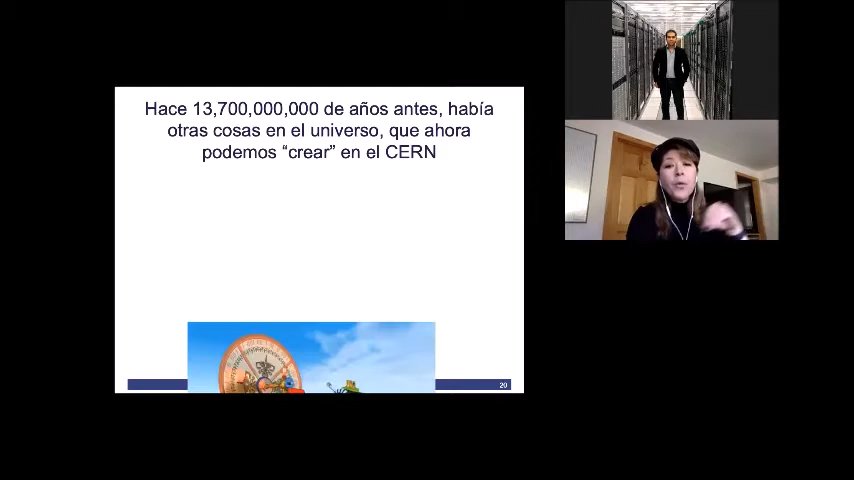 Hace 13,700,000,000 de años antes, había
otras cosas en el universo, que ahora
podemos “crear” en el CERN
20